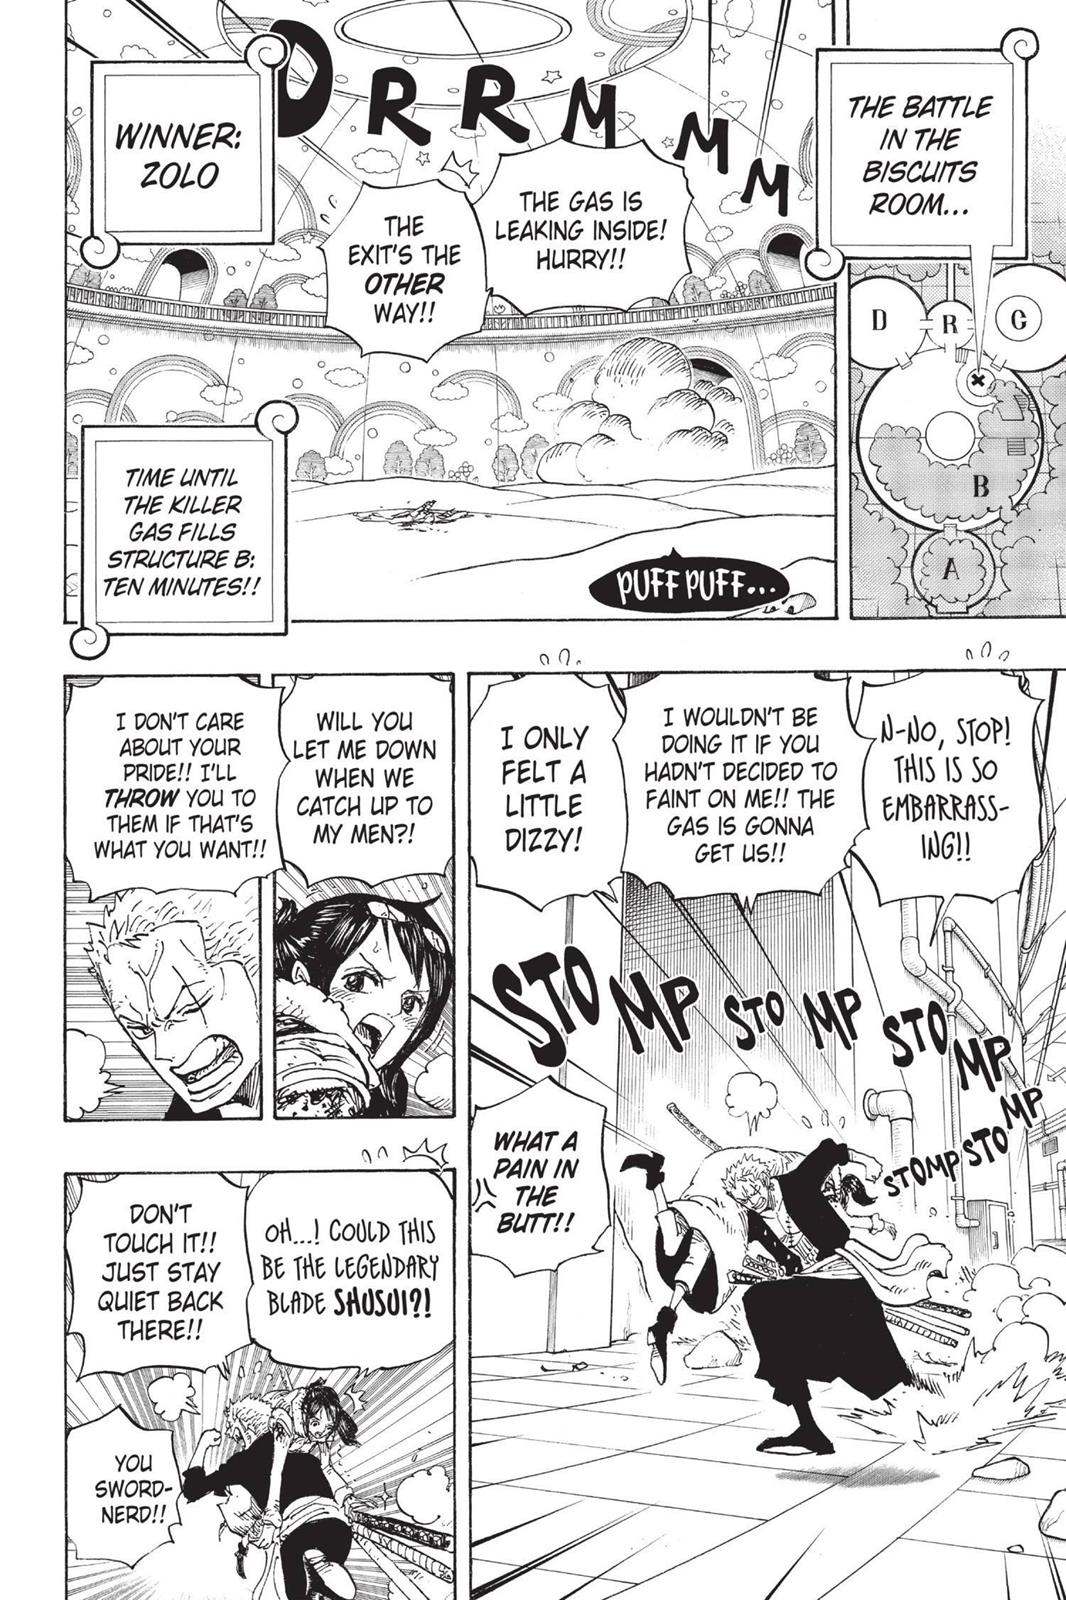 THE BATTLE
IN THE
BISCUITS
ROOM...
DRRMMM
WINNER:
ZOLO
THE GAS IS
LEAKING INSIDE!
HURRY!!
THE
EXIT'S THE
OTHER
WAY!!
D
R
C
B
A
TIME UNTIL
THE KILLER
GAS FILLS
STRUCTURE B:
TEN MINUTES!!
PUFF PUFF...
N-NO, STOP!
THIS IS SO
EMBARRASS-
ING!!
I WOULDN'T BE
DOING IT IF YOU
HADN'T DECIDED TO
FAINT ON ME!! THE
GAS IS GONNA
GET US!!
I ONLY
FELT A
LITTLE
DIZZY!
STOMP STOMP STOMP
STOMP STOMP
WHAT A
PAIN IN
THE
BUTT!!
WILL YOU
LET ME DOWN
WHEN WE
CATCH UP TO
MY MEN?!
I DON'T CARE
ABOUT YOUR
PRIDE!! I'LL
THROW YOU TO
THEM IF THAT'S
WHAT YOU WANT!!
OH...! COULD THIS
BE THE LEGENDARY
BLADE SHUSUI?!
DON'T
TOUCH IT!!
JUST STAY
QUIET BACK
THERE!!
YOU
SWORD-
NERD!!